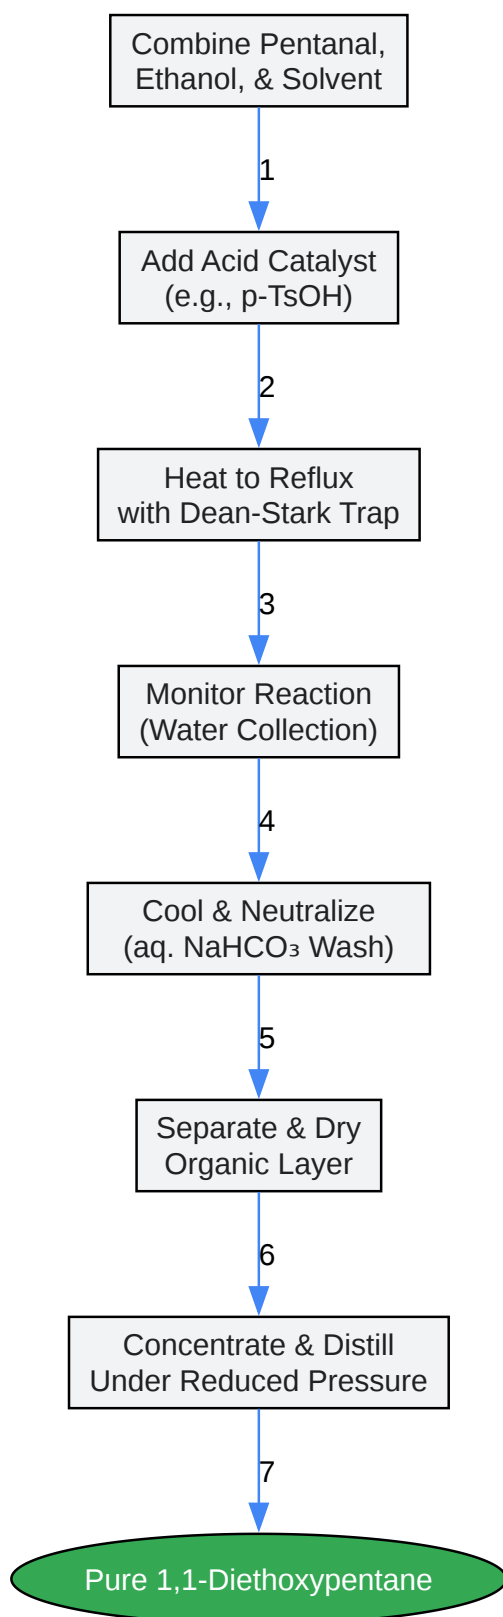 Combine Pentanal,
Ethanol, & Solvent
1
Add Acid Catalyst
(e.g., p-TsOH)
2
Heat to Reflux
with Dean-Stark Trap
3
Monitor Reaction
(Water Collection)
4
Cool & Neutralize
(aq. NaHCO₃ Wash)
5
Separate & Dry
Organic Layer
6
Concentrate & Distill
Under Reduced Pressure
7
Pure 1,1-Diethoxypentane